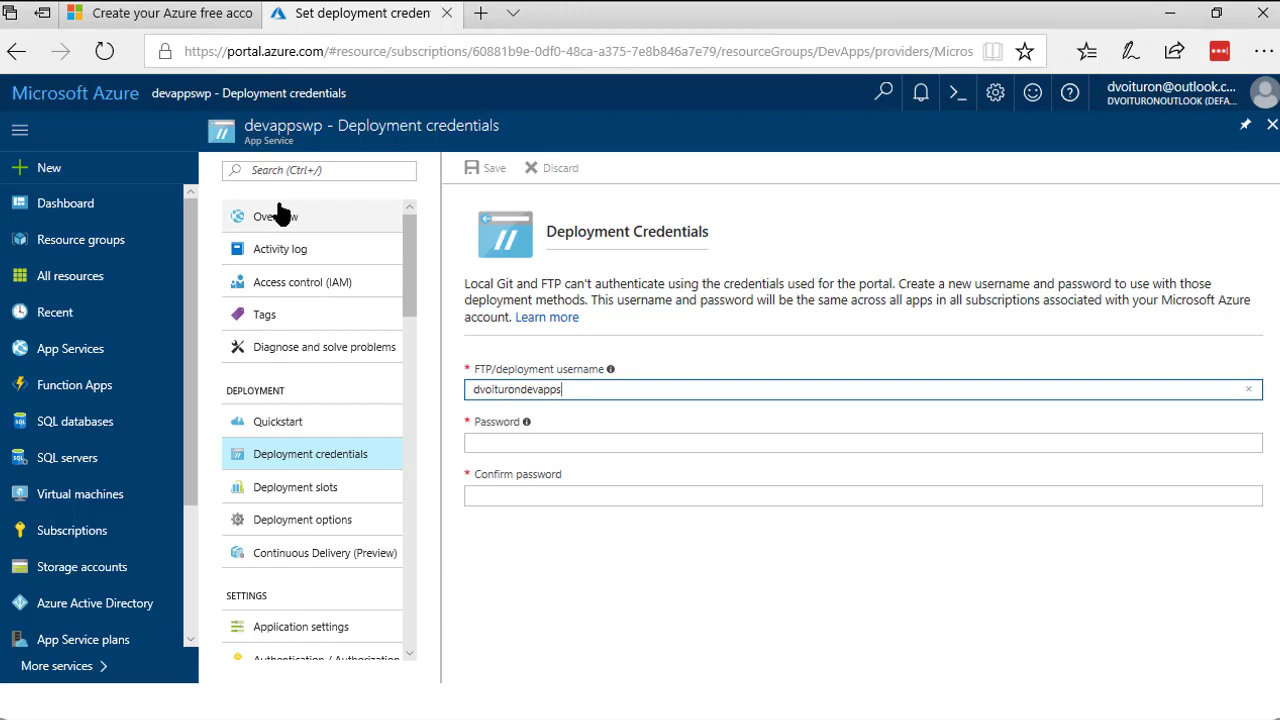 Create your Azure free acco
Set deployment creden
https://portal.azure.com/#resource/subscriptions/60881b9e-0df0-48ca-a375-7e8b846a7e79/resourceGroups/DevApps/providers/Micros
Microsoft Azure
devappswp - Deployment credentials
dvoituron@outlook.c...
DVOITURONOUTLOOK (DEFA...
devappswp - Deployment credentials
App Service
New
Dashboard
Resource groups
All resources
Recent
App Services
Function Apps
SQL databases
SQL servers
Virtual machines
Subscriptions
Storage accounts
Azure Active Directory
App Service plans
More services
Search (Ctrl+/)
Overview
Activity log
Access control (IAM)
Tags
Diagnose and solve problems
DEPLOYMENT
Quickstart
Deployment credentials
Deployment slots
Deployment options
Continuous Delivery (Preview)
SETTINGS
Application settings
Authentication / Authorization
Save
Discard
Deployment Credentials
Local Git and FTP can't authenticate using the credentials used for the portal. Create a new username and password to use with those
deployment methods. This username and password will be the same across all apps in all subscriptions associated with your Microsoft Azure
account. Learn more
* FTP/deployment username
dvoiturondevapps
* Password
* Confirm password